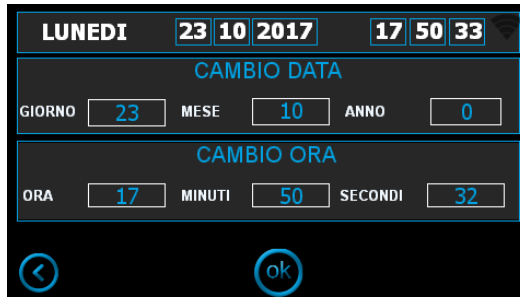 LUNEDI 23 10 2017 17 50 33
CAMBIO DATA
GIORNO 23 MESE 10 ANNO 0
CAMBIO ORA
ORA 17 MINUTI 50 SECONDI 32
ok